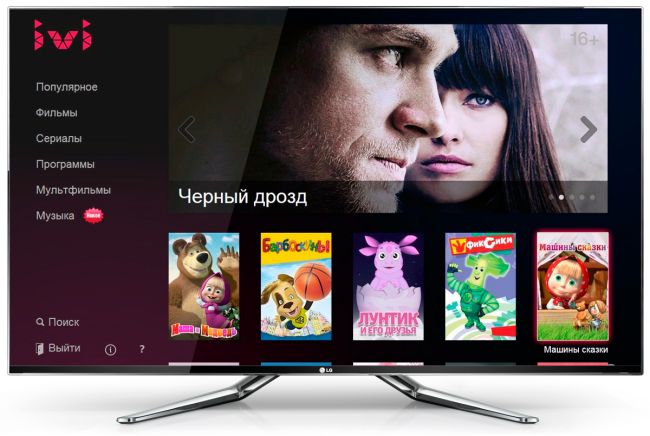 ivi
Популярное
Фильмы
Сериалы
Программы
Мультфильмы
Музыка Новое
Поиск
Выйти ?
16+
Черный дрозд
Маша и Медведь
Барбоскины!
ЛУНТИК
И ЕГО ДРУЗЬЯ
фиксики
Машины сказки
Машины сказки
LG